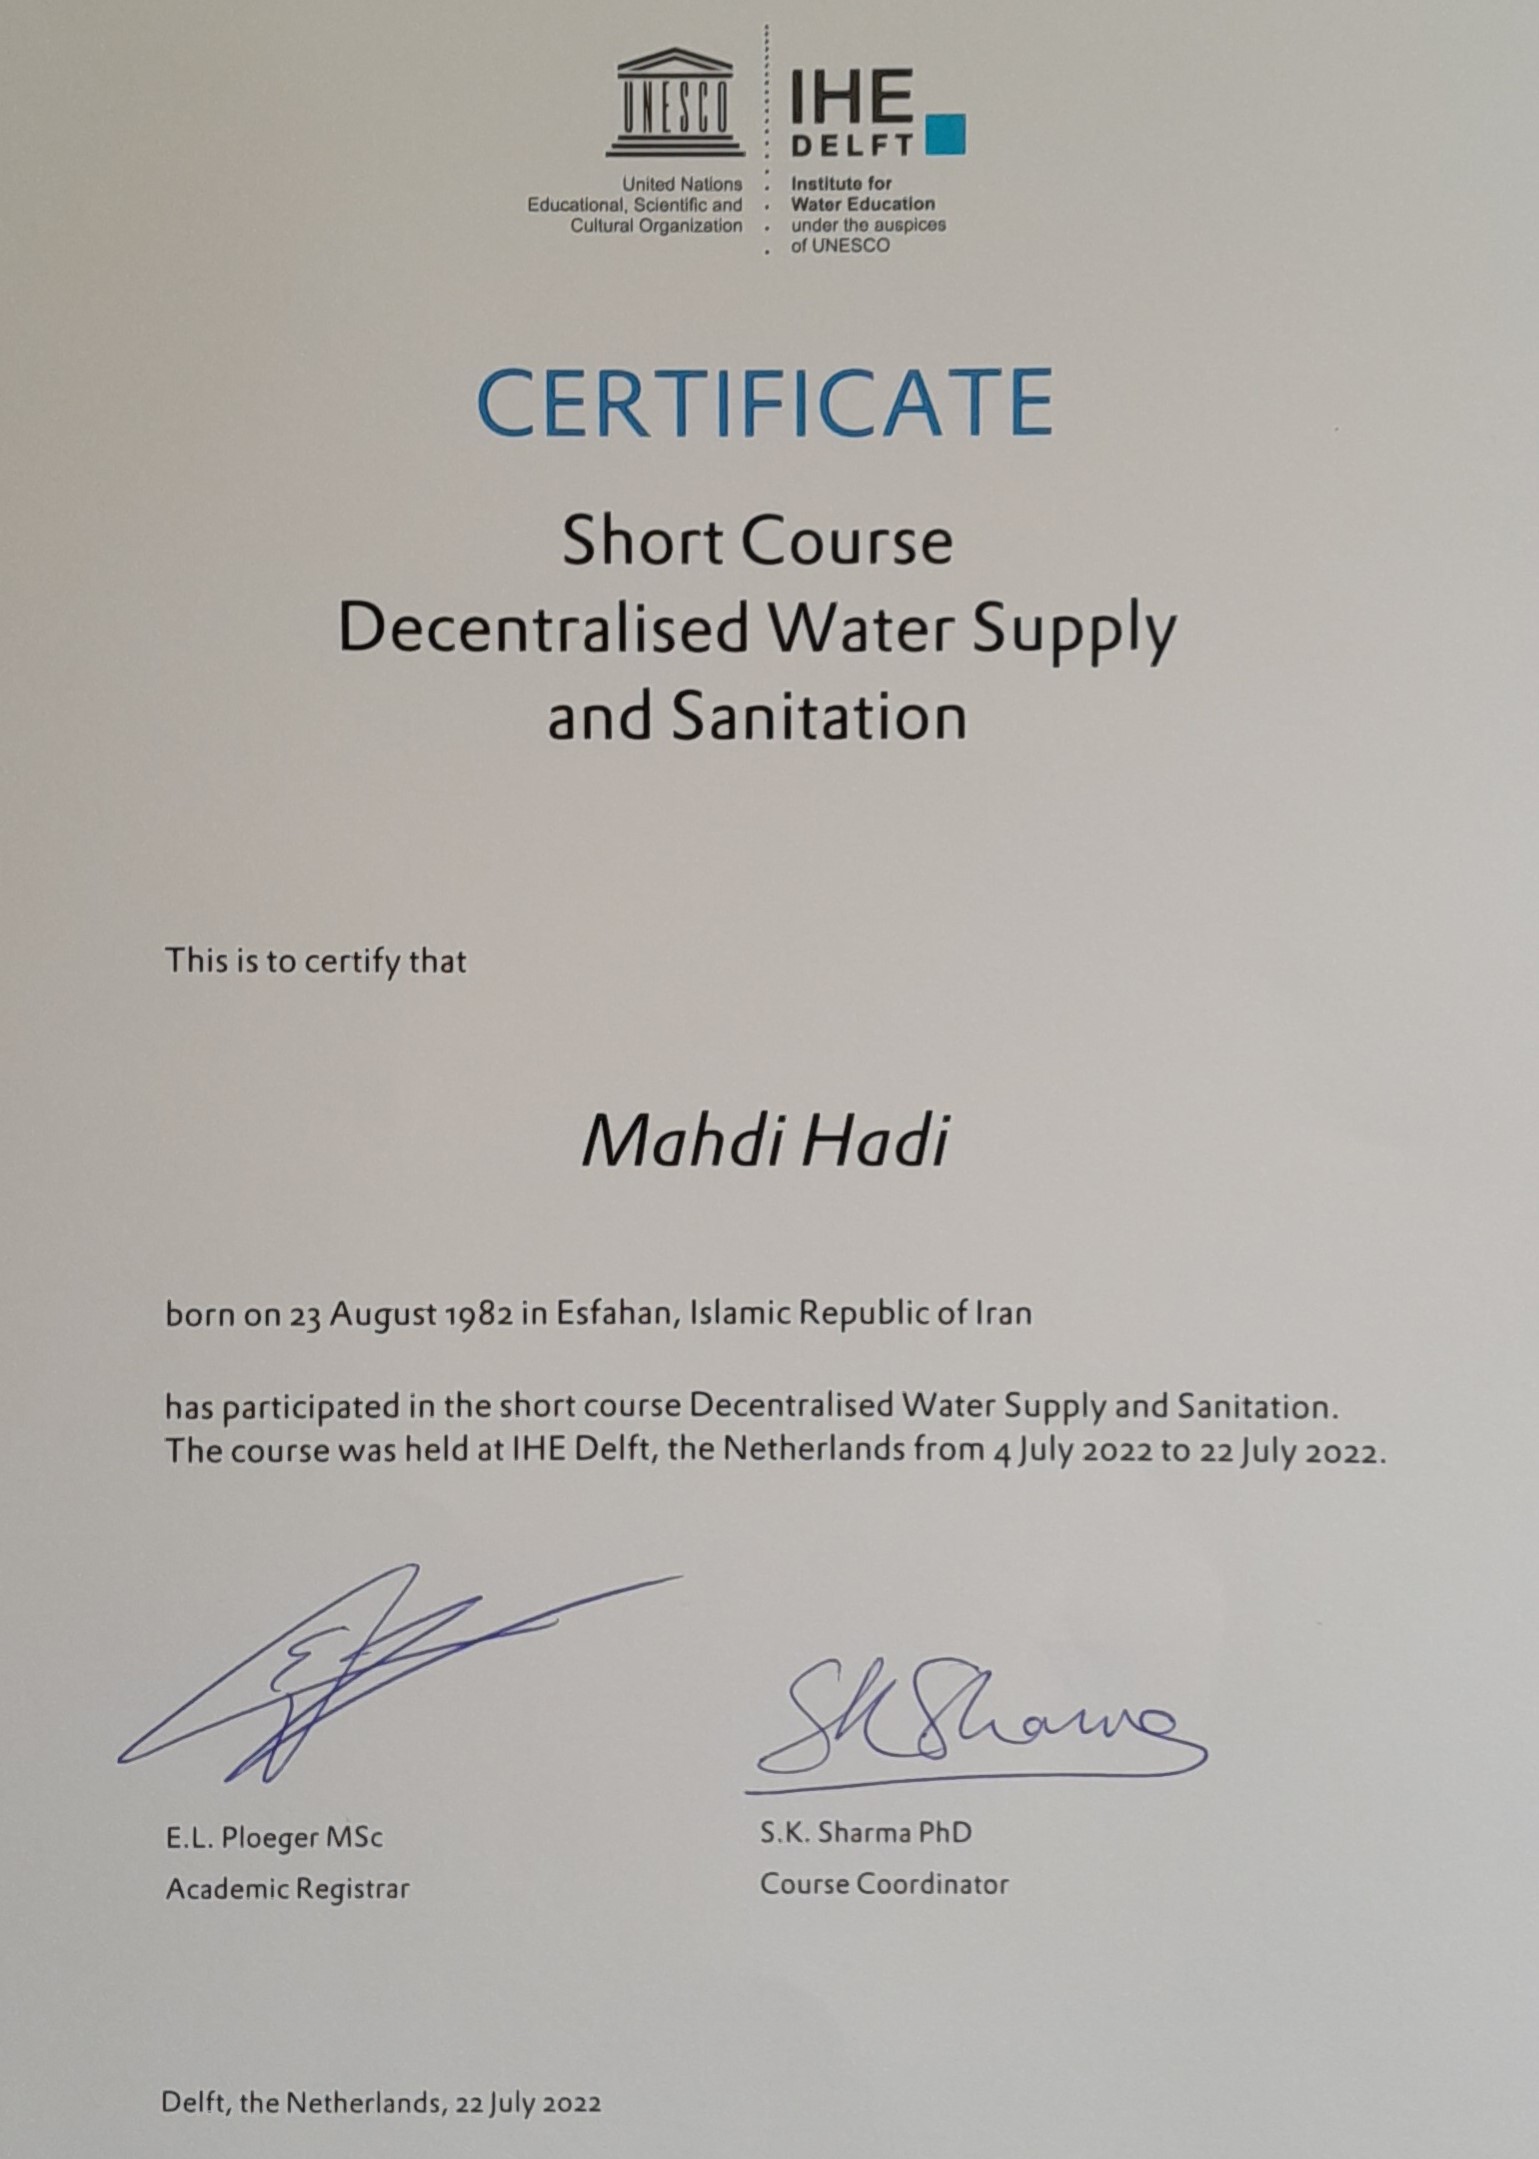 UNESCO
United Nations
Educational, Scientific and
Cultural Organization
IHE
DELFT
Institute for
Water Education
under the auspices
of UNESCO
CERTIFICATE
Short Course
Decentralised Water Supply
and Sanitation
This is to certify that
Mahdi Hadi
born on 23 August 1982 in Esfahan, Islamic Republic of Iran
has participated in the short course Decentralised Water Supply and Sanitation.
The course was held at IHE Delft, the Netherlands from 4 July 2022 to 22 July 2022.
SK Sharma
E.L. Ploeger MSc
Academic Registrar
S.K. Sharma PhD
Course Coordinator
Delft, the Netherlands, 22 July 2022